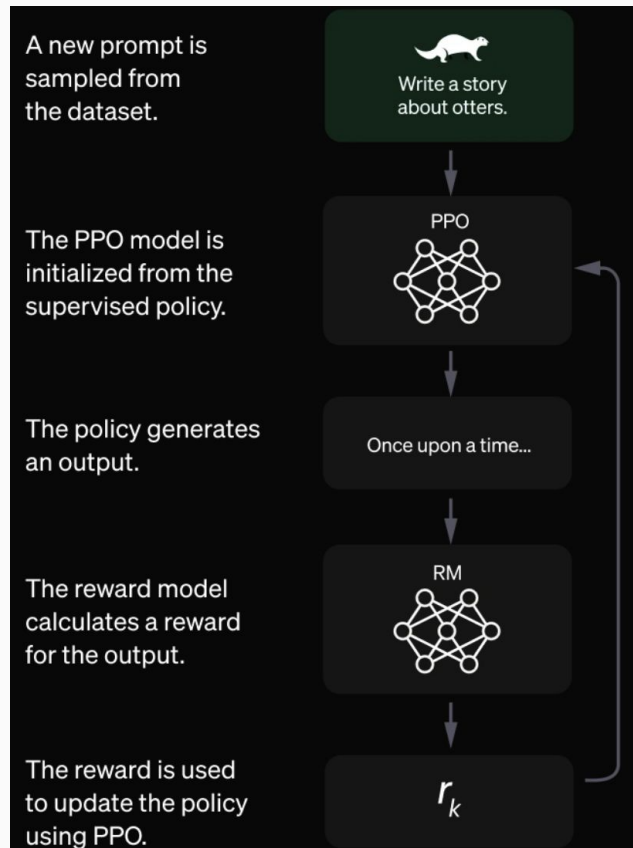 A new prompt is
sampled from
the dataset.
Write a story
about otters.
The PPO model is
initialized from the
supervised policy.
PPO
The policy generates
an output.
Once upon a time...
The reward model
calculates a reward
for the output.
RM
The reward is used
to update the policy
using PPO.
r_k